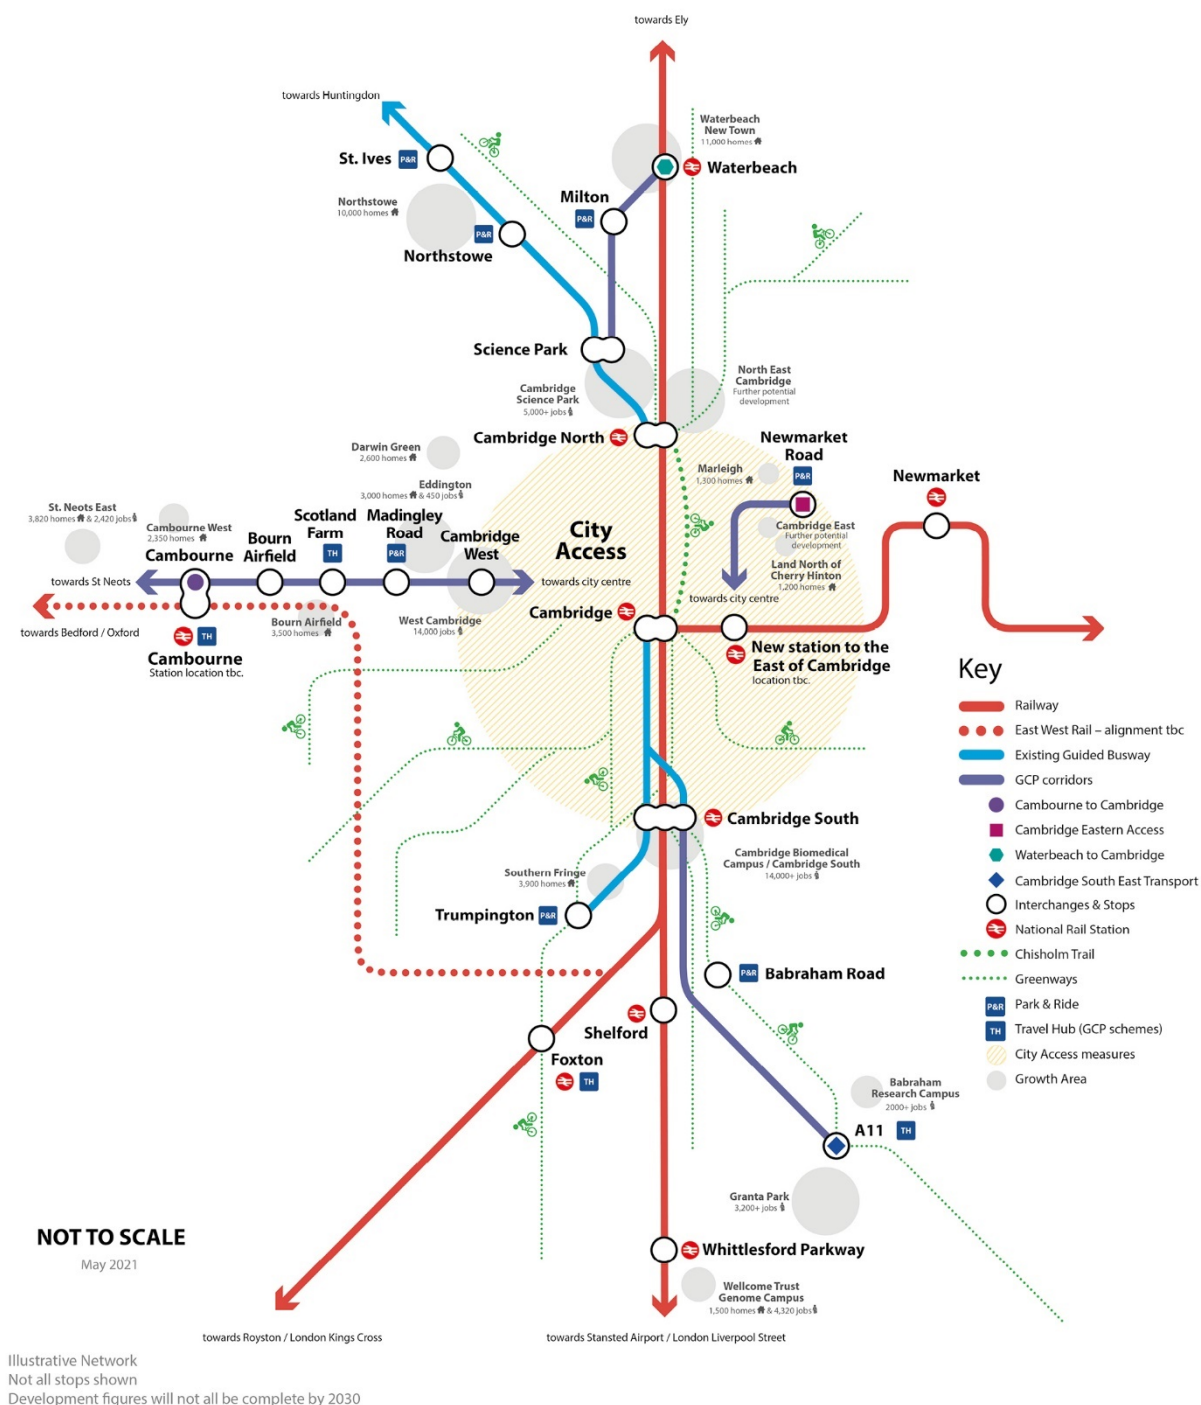 towards Ely
towards Huntingdon
St. Ives P&R
Northstowe
10,000 homes
P&R
Northstowe
Waterbeach
New Town
11,000 homes
Waterbeach
Milton
P&R
Science Park
Cambridge
Science Park
5,000+ jobs
North East
Cambridge
Further potential
development
Cambridge North
Newmarket
Road
P&R
Marleigh
1,300 homes
Newmarket
Cambridge East
Further potential
development
Land North of
Cherry Hinton
1,200 homes
towards city centre
Darwin Green
2,600 homes
Eddington
3,000 homes & 450 jobs
St. Neots East
3,820 homes & 2,420 jobs
Cambourne West
2,350 homes
Cambourne
Bourn
Airfield
Scotland
Farm
TH
Madingley
Road
P&R
Cambridge
West
City
Access
towards St Neots
towards city centre
towards Bedford / Oxford
TH
Cambourne
Station location tbc.
Bourn Airfield
3,500 homes
West Cambridge
14,000 jobs
Cambridge
New station to the
East of Cambridge
location tbc.
Cambridge South
Cambridge Biomedical
Campus / Cambridge South
14,000+ jobs
Southern Fringe
3,900 homes
Trumpington P&R
P&R Babraham Road
Shelford
Foxton
TH
Babraham
Research Campus
2000+ jobs
A11 TH
Granta Park
3,200+ jobs
Whittlesford Parkway
Wellcome Trust
Genome Campus
1,500 homes & 4,320 jobs
towards Royston / London Kings Cross
towards Stansted Airport / London Liverpool Street
Key
Railway
East West Rail – alignment tbc
Existing Guided Busway
GCP corridors
Cambourne to Cambridge
Cambridge Eastern Access
Waterbeach to Cambridge
Cambridge South East Transport
Interchanges & Stops
National Rail Station
Chisholm Trail
Greenways
P&R Park & Ride
TH Travel Hub (GCP schemes)
City Access measures
Growth Area
NOT TO SCALE
May 2021
Illustrative Network
Not all stops shown
Development figures will not all be complete by 2030